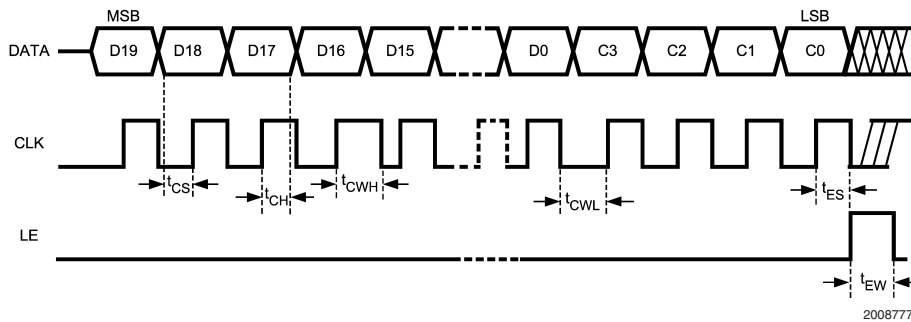 MSB LSB
DATA D19 D18 D17 D16 D15 D0 C3 C2 C1 C0
CLK
tCS tCH tCWH tCWL tES
LE
tEW
2008777